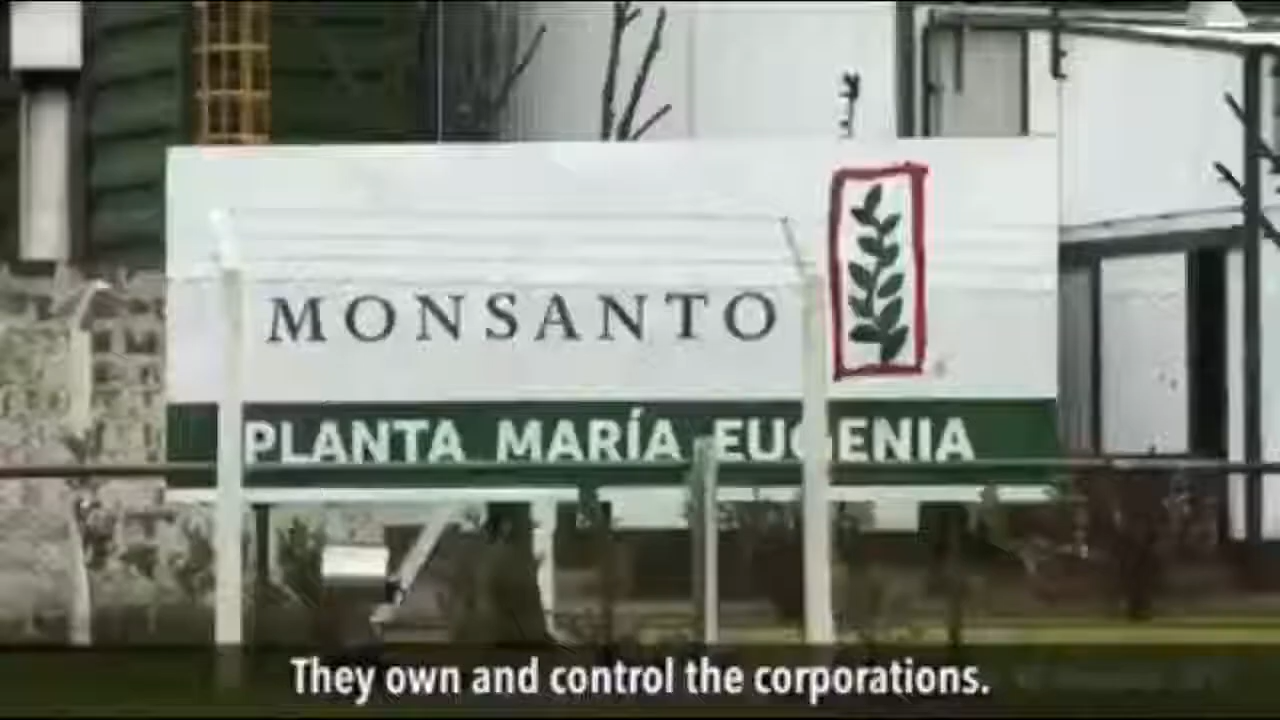 MONSANTO
PLANTA MARÍA EUGENIA
They own and control the corporations.